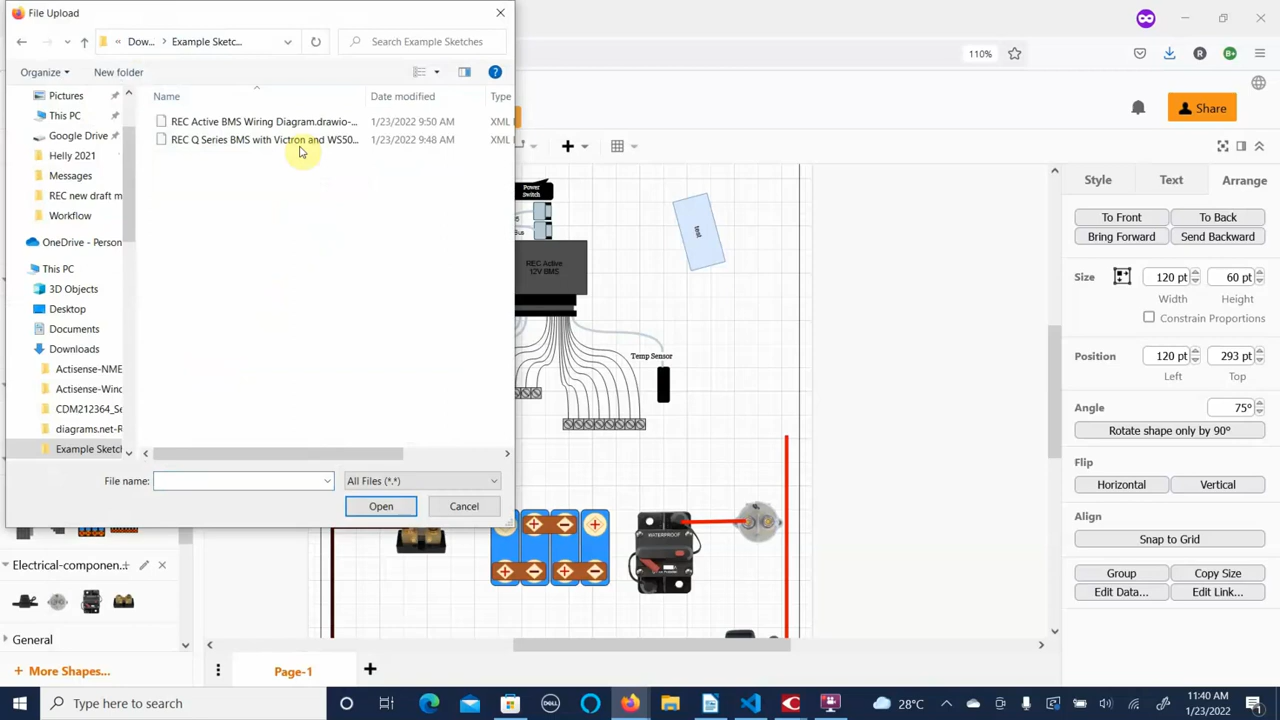 File Upload
Dow...
Example Sketc...
Search Example Sketches
110%
R
B+
Organize
New folder
Name
Date modified
Type
REC Active BMS Wiring Diagram.drawio-...
1/23/2022 9:50 AM
XML
REC Q Series BMS with Victron and WS50...
1/23/2022 9:48 AM
XML
Pictures
This PC
Google Drive
Helly 2021
Messages
REC new draft m
Workflow
OneDrive - Person
This PC
3D Objects
Desktop
Documents
Downloads
Actisense-NME
Actisense-Wind
CDM212364_Se
diagrams.net-R
Example Sketch
File name:
All Files (*.*)
Open
Cancel
Share
Power
Switch
Bus
test
REC Active
12V BMS
Temp Sensor
WATERPROOF
Style
Text
Arrange
To Front
To Back
Bring Forward
Send Backward
Size
120 pt
60 pt
Width
Height
Constrain Proportions
Position
120 pt
293 pt
Left
Top
Angle
75°
Rotate shape only by 90°
Flip
Horizontal
Vertical
Align
Snap to Grid
Group
Copy Size
Edit Data...
Edit Link...
Electrical-componen..
General
+ More Shapes...
Page-1
Type here to search
DELL
28°C
11:40 AM
1/23/2022
1